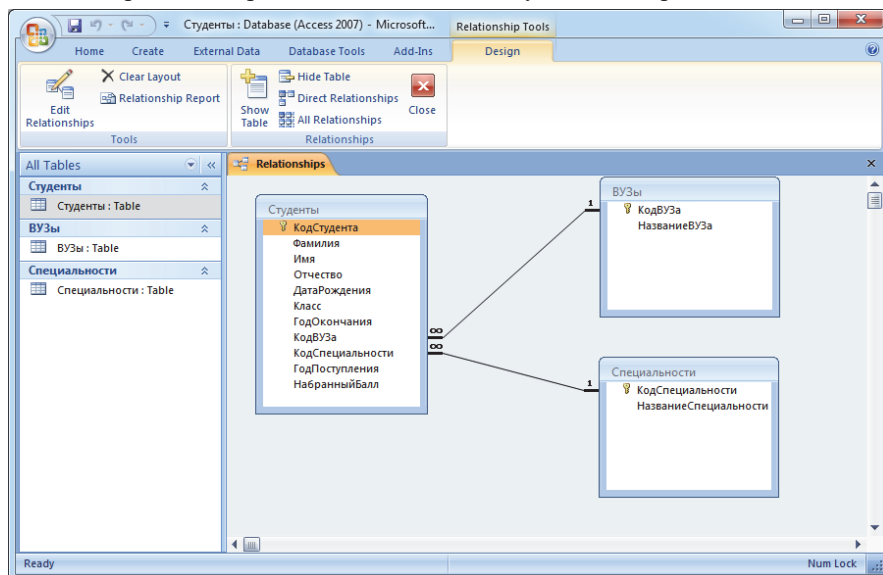 Студенты : Database (Access 2007) - Microsoft...
Relationship Tools
Home
Create
External Data
Database Tools
Add-Ins
Design
Edit
Relationships
Clear Layout
Relationship Report
Tools
Show
Table
Hide Table
Direct Relationships
All Relationships
Close
Relationships
All Tables
Студенты
Студенты : Table
ВУЗы
ВУЗы : Table
Специальности
Специальности : Table
Relationships
Студенты
КодСтудента
Фамилия
Имя
Отчество
ДатаРождения
Класс
ГодОкончания
КодВУЗа
КодСпециальности
ГодПоступления
НабранныйБалл
∞
∞
1
ВУЗы
КодВУЗа
НазваниеВУЗа
1
Специальности
КодСпециальности
НазваниеСпециальности
Ready
Num Lock